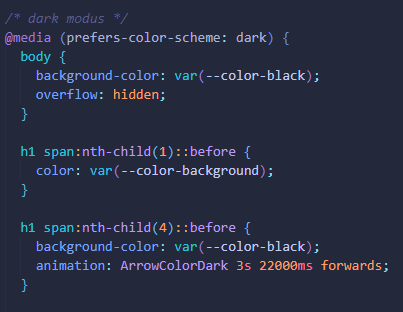 /* dark modus */
@media (prefers-color-scheme: dark) {
  body {
    background-color: var(--color-black);
    overflow: hidden;
  }

  h1 span:nth-child(1)::before {
    color: var(--color-background);
  }

  h1 span:nth-child(4)::before {
    background-color: var(--color-black);
    animation: ArrowColorDark 3s 22000ms forwards;
  }